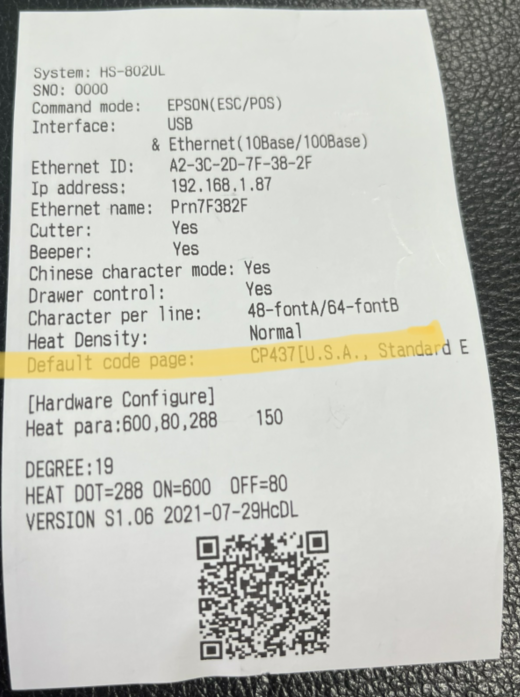 System: HS-802UL
SNO: 0000
Command mode: EPSON(ESC/POS)
Interface: USB
& Ethernet(10Base/100Base)
Ethernet ID: A2-3C-2D-7F-38-2F
Ip address: 192.168.1.87
Ethernet name: Prn7F382F
Cutter: Yes
Beeper: Yes
Chinese character mode: Yes
Drawer control: Yes
Character per line: 48-fontA/64-fontB
Heat Density: Normal
Default code page: CP437[U.S.A., Standard E
[Hardware Configure]
Heat para:600,80,288 150
DEGREE:19
HEAT DOT=288 ON=600 OFF=80
VERSION S1.06 2021-07-29HcDL